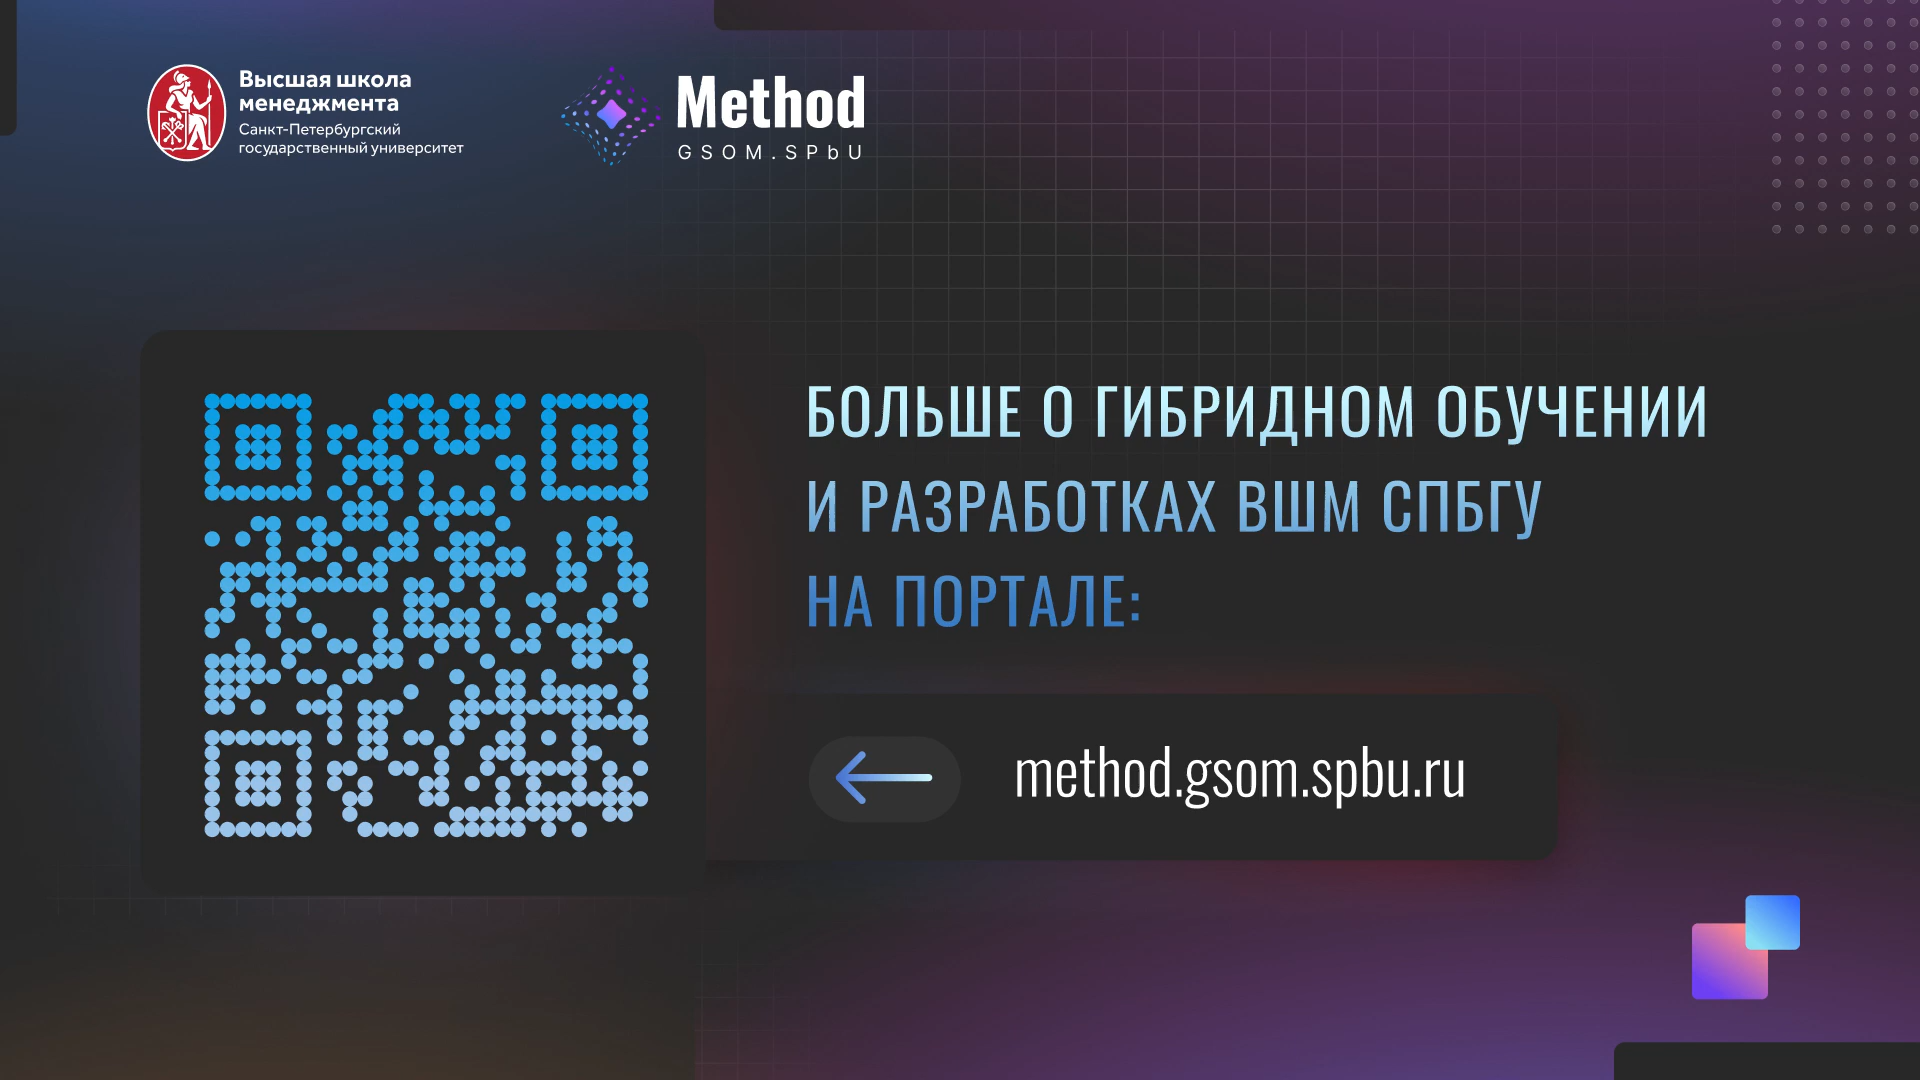 Высшая школа
менеджмента
Санкт-Петербургский
государственный университет
Method
GSOM.SPbU
БОЛЬШЕ О ГИБРИДНОМ ОБУЧЕНИИ
И РАЗРАБОТКАХ ВШМ СПБГУ
НА ПОРТАЛЕ:
method.gsom.spbu.ru